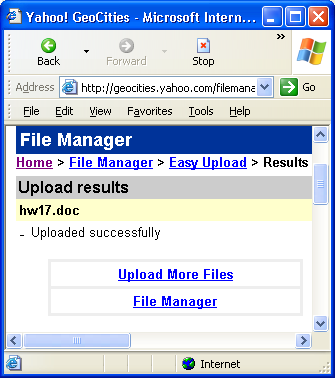 Yahoo! GeoCities - Microsoft Intern...
Back Forward Stop »
Address http://geocities.yahoo.com/filemana Go
File Edit View Favorites Tools Help
File Manager
Home > File Manager > Easy Upload > Results
Upload results
hw17.doc
- Uploaded successfully
Upload More Files
File Manager
Internet